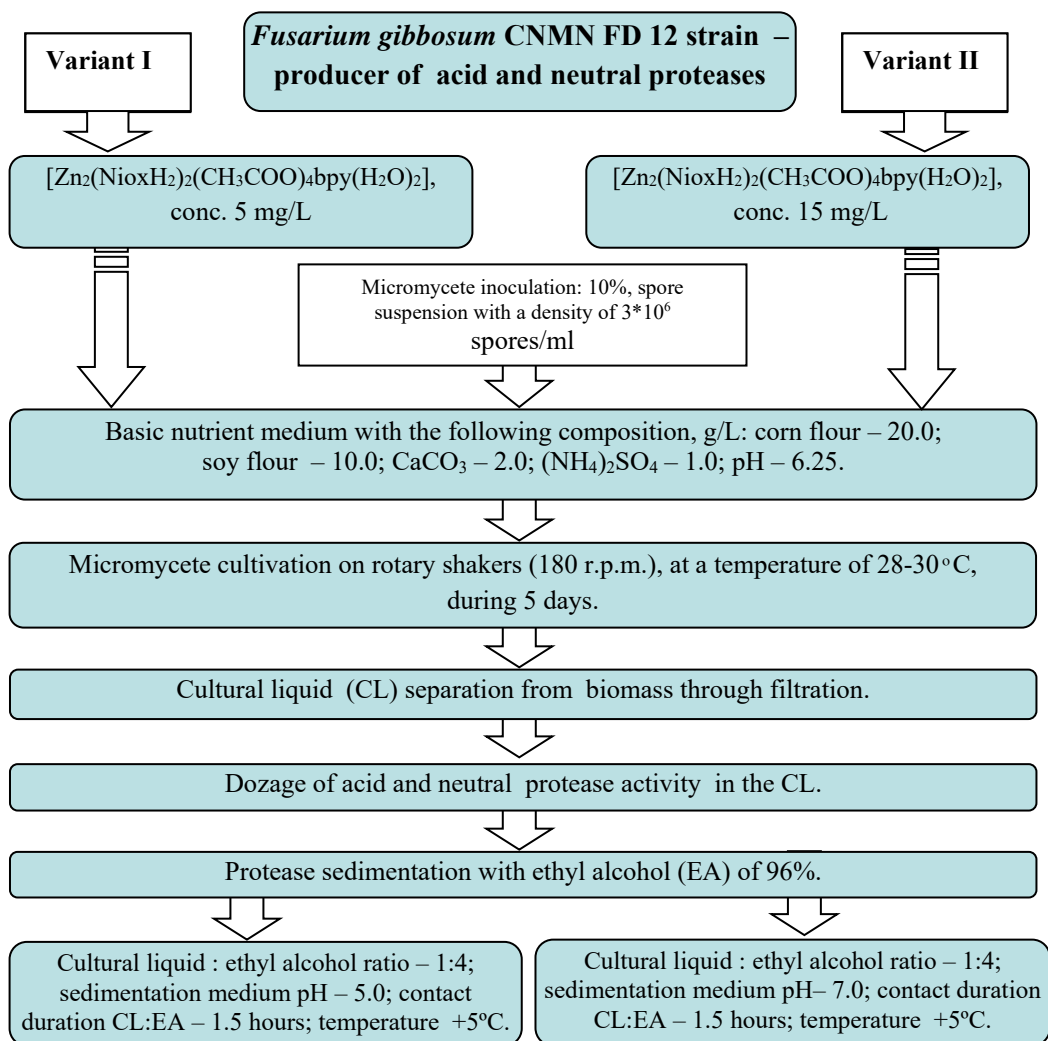 Variant I
Fusarium gibbosum CNMN FD 12 strain –
producer of acid and neutral proteases
Variant II
[Zn₂(NioxH₂)₂(CH₃COO)₄bpy(H₂O)₂],
conc. 5 mg/L
[Zn₂(NioxH₂)₂(CH₃COO)₄bpy(H₂O)₂],
conc. 15 mg/L
Micromycete inoculation: 10%, spore
suspension with a density of 3*10⁶
spores/ml
Basic nutrient medium with the following composition, g/L: corn flour – 20.0;
soy flour – 10.0; CaCO₃ – 2.0; (NH₄)₂SO₄ – 1.0; pH – 6.25.
Micromycete cultivation on rotary shakers (180 r.p.m.), at a temperature of 28-30°C,
during 5 days.
Cultural liquid (CL) separation from biomass through filtration.
Dozage of acid and neutral protease activity in the CL.
Protease sedimentation with ethyl alcohol (EA) of 96%.
Cultural liquid : ethyl alcohol ratio – 1:4;
sedimentation medium pH – 5.0; contact
duration CL:EA – 1.5 hours; temperature +5ºC.
Cultural liquid : ethyl alcohol ratio – 1:4;
sedimentation medium pH– 7.0; contact duration
CL:EA – 1.5 hours; temperature +5ºC.